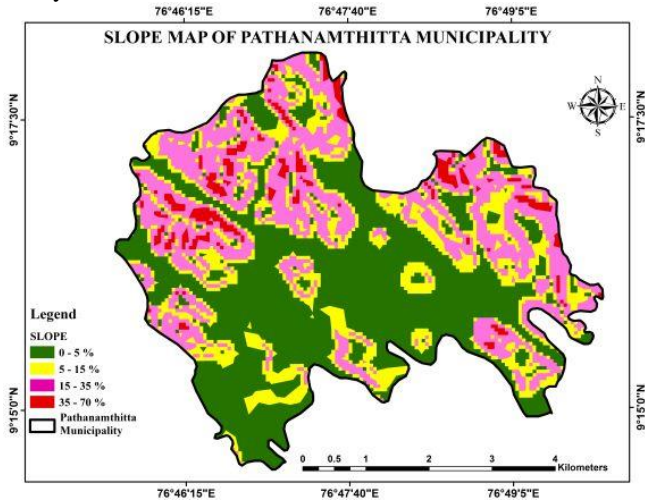 76°46'15"N 76°47'40"E 76°49'5"N
SLOPE MAP OF PATHANAMTHITTA MUNICIPALITY
N
W E
S
9°17'30"N 9°17'30"N
Legend
SLOPE
0 - 5 %
5 - 15 %
15 - 35 %
35 - 70 %
Pathanamthitta
Municipality
9°15'0"N 9°15'0"N
0 0.5 1 2 3 4
Kilometers
76°46'15"N 76°47'40"E 76°49'5"N